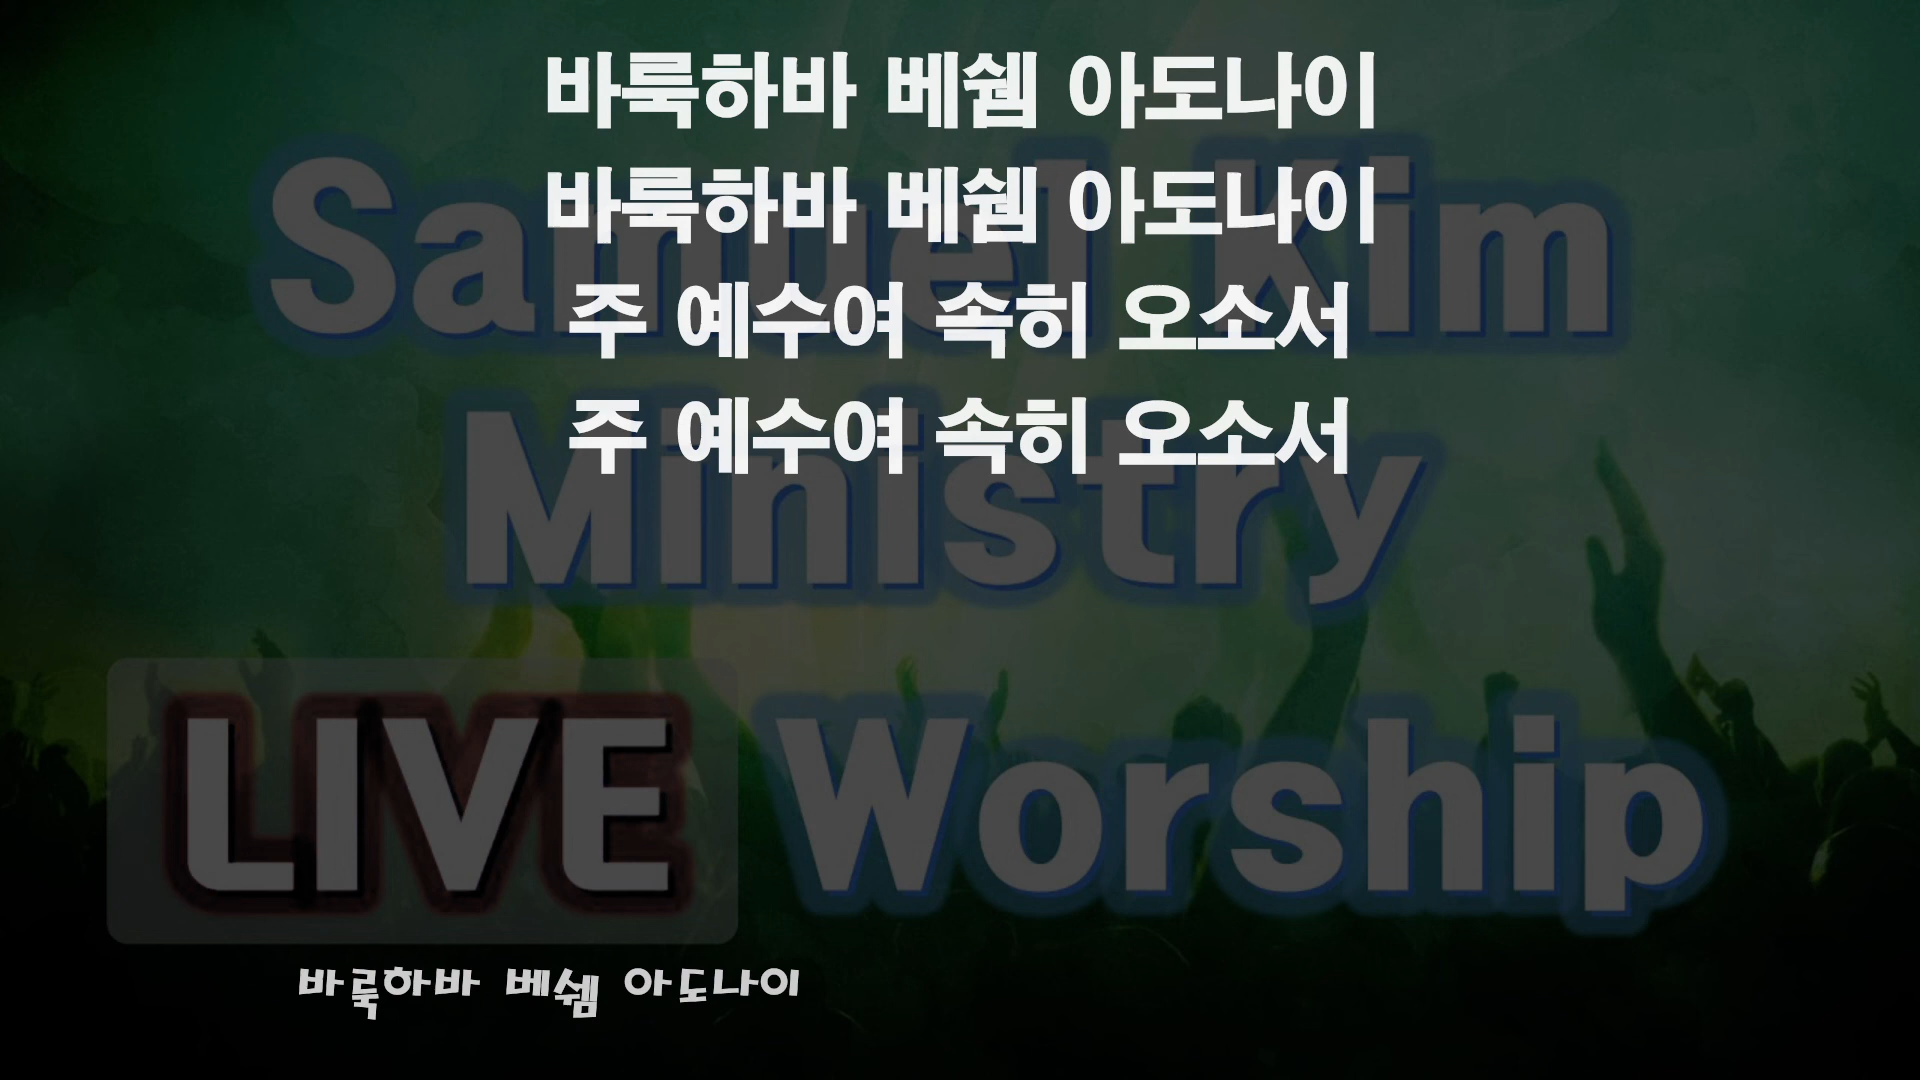 바룩하바 베쉠 아도나이
바룩하바 베쉠 아도나이
주 예수여 속히 오소서
주 예수여 속히 오소서
Samuel Kim
Ministry
LIVE Worship
바룩하바 베쉠 아도나이